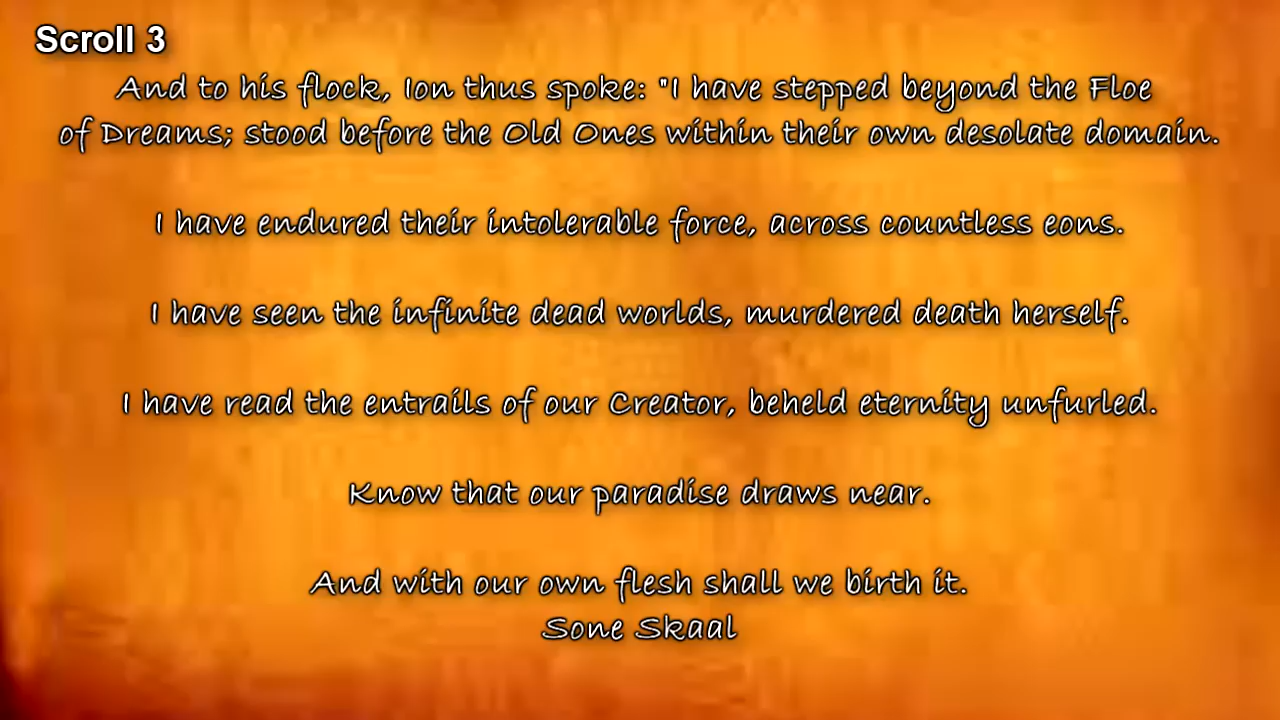 Scroll 3
And to his flock, Ion thus spoke: "I have stepped beyond the Floe
of Dreams; stood before the Old Ones within their own desolate domain.
I have endured their intolerable force, across countless eons.
I have seen the infinite dead worlds, murdered death herself.
I have read the entrails of our Creator, beheld eternity unfurled.
Know that our paradise draws near.
And with our own flesh shall we birth it.
Sone Skaal